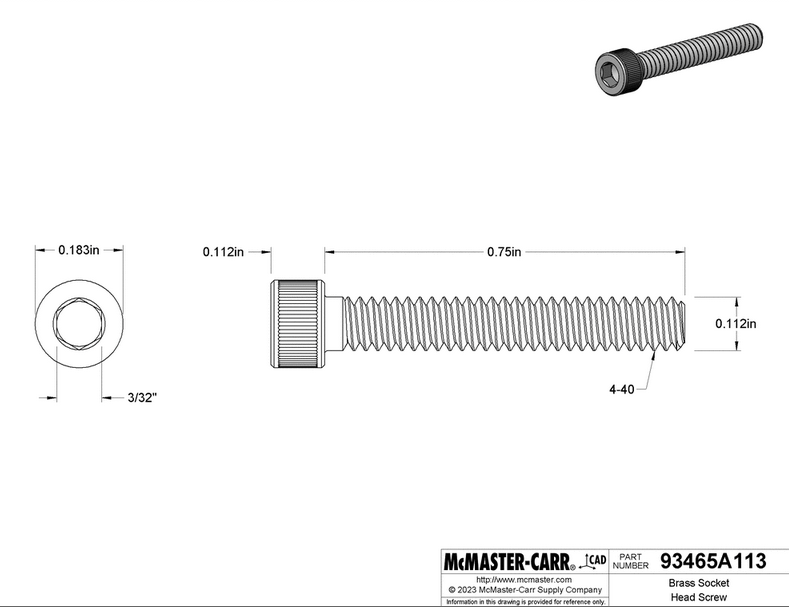 0.183in
0.112in
0.75in
0.112in
4-40
3/32"
McMASTER-CARR® CAD
http://www.mcmaster.com
© 2023 McMaster-Carr Supply Company
Information in this drawing is provided for reference only.
PART
NUMBER
93465A113
Brass Socket
Head Screw